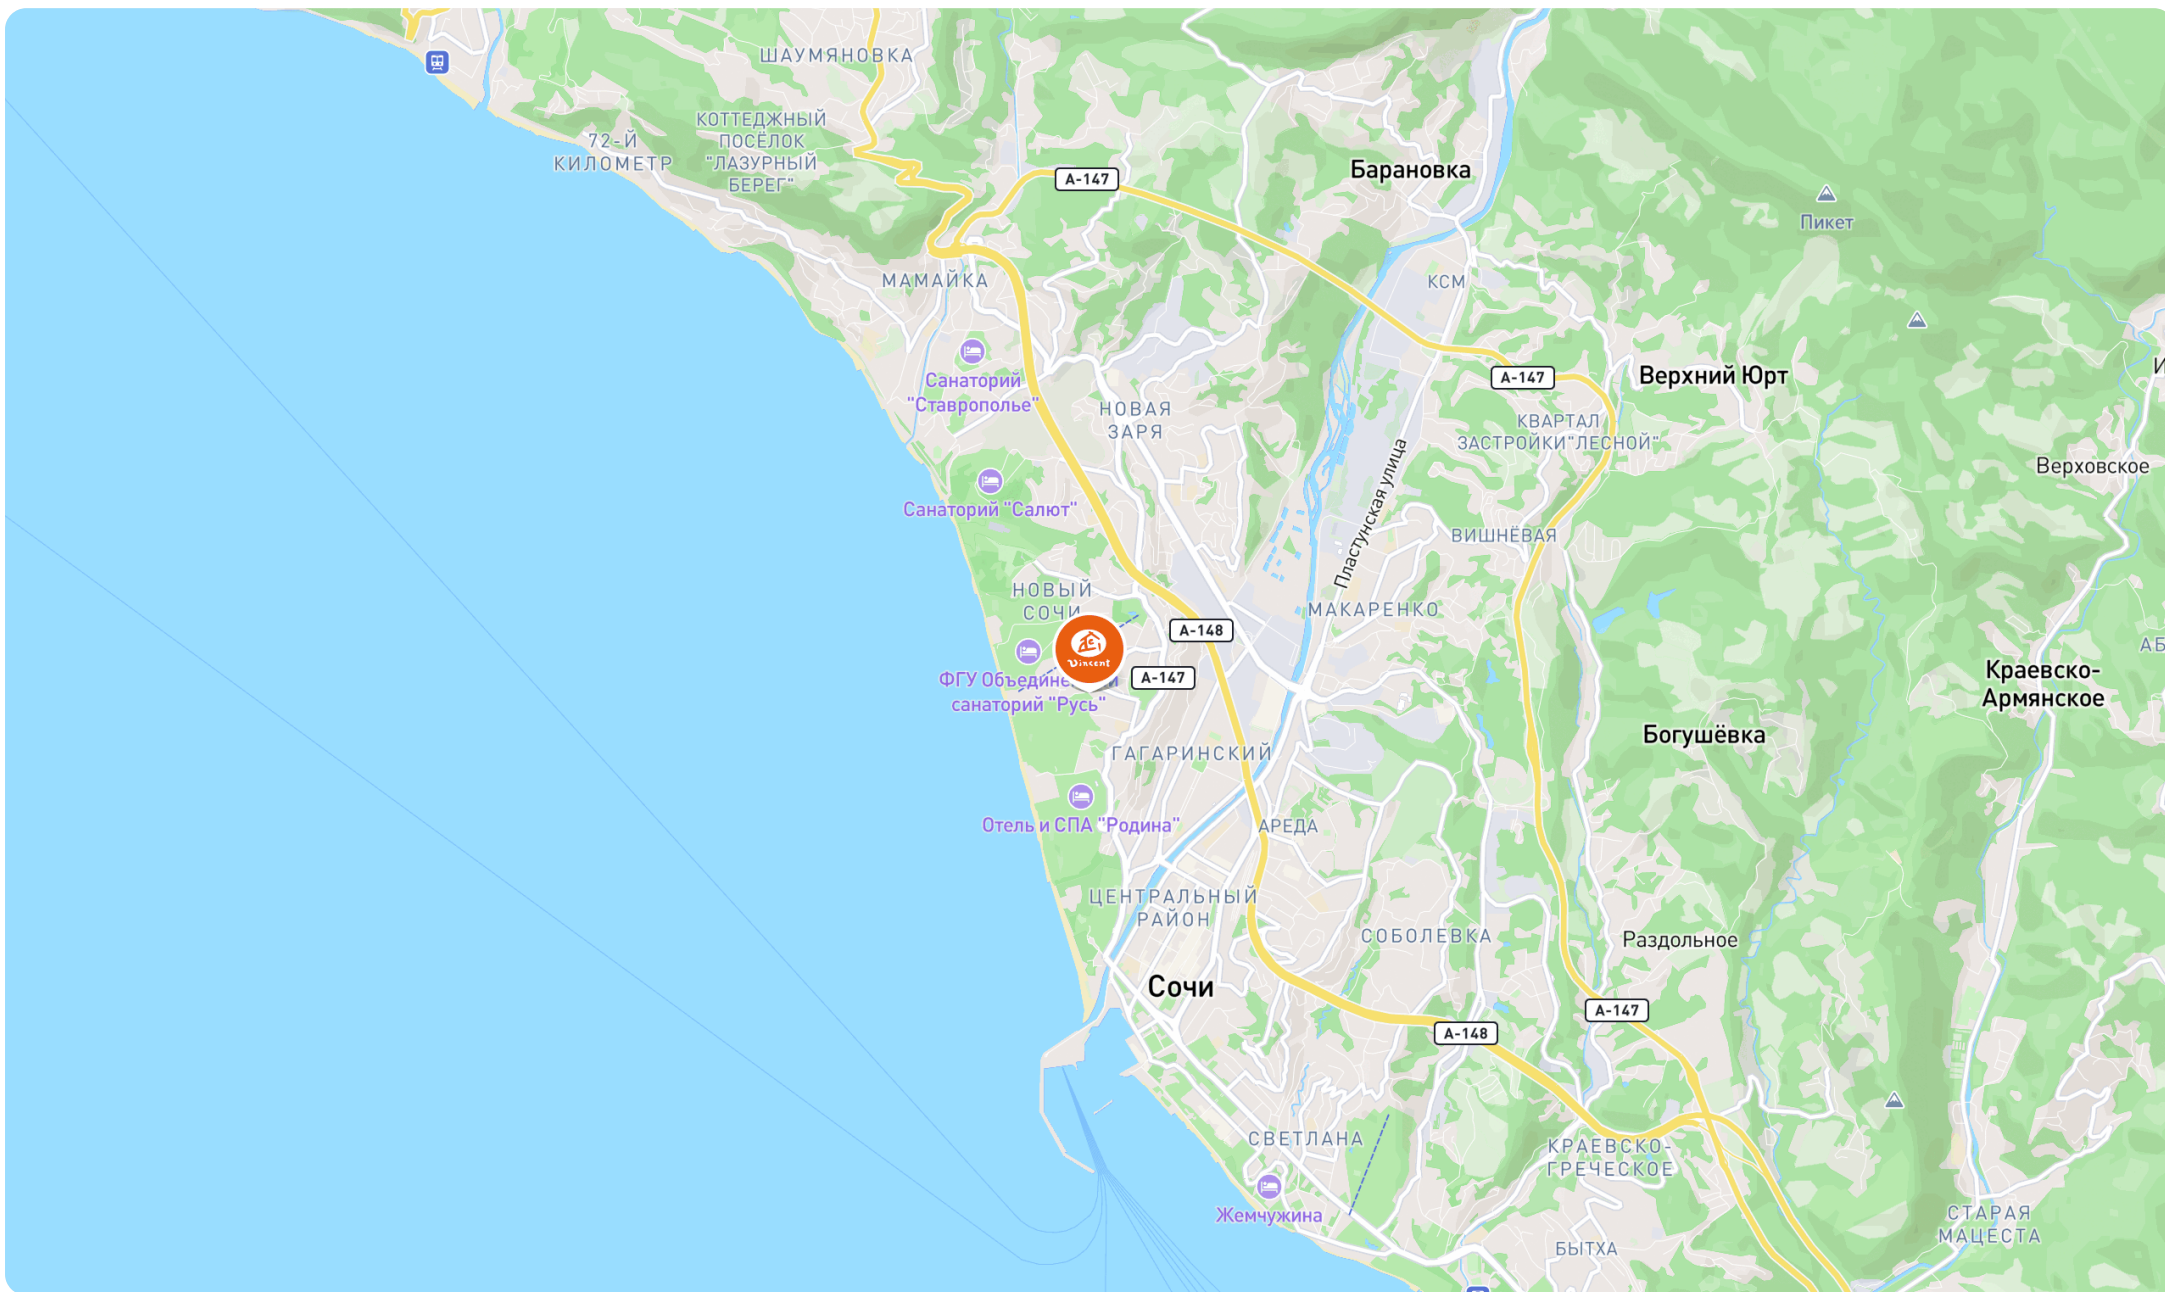 ШАУМЯНОВКА
КОТТЕДЖНЫЙ
ПОСЁЛОК
"ЛАЗУРНЫЙ
БЕРЕГ"
72-Й
КИЛОМЕТР
А-147
Барановка
Пикет
МАМАЙКА
КСМ
Санаторий
"Ставрополье"
НОВАЯ
ЗАРЯ
А-147
Верхний Юрт
КВАРТАЛ
ЗАСТРОЙКИ"ЛЕСНОЙ"
Верховское
Пластунская улица
Санаторий "Салют"
ВИШНЁВАЯ
НОВЫЙ
СОЧИ
МАКАРЕНКО
А-148
Vincent
А-147
ФГУ Объедине
санаторий "Русь"
АБ
Краевско-
Армянское
Богушёвка
ГАГАРИНСКИЙ
Отель и СПА "Родина"
АРЕДА
ЦЕНТРАЛЬНЫЙ
РАЙОН
СОБОЛЕВКА
Раздольное
Сочи
А-147
А-148
СВЕТЛАНА
КРАЕВСКО-
ГРЕЧЕСКОЕ
Жемчужина
СТАРАЯ
МАЦЕСТА
БЫТХА